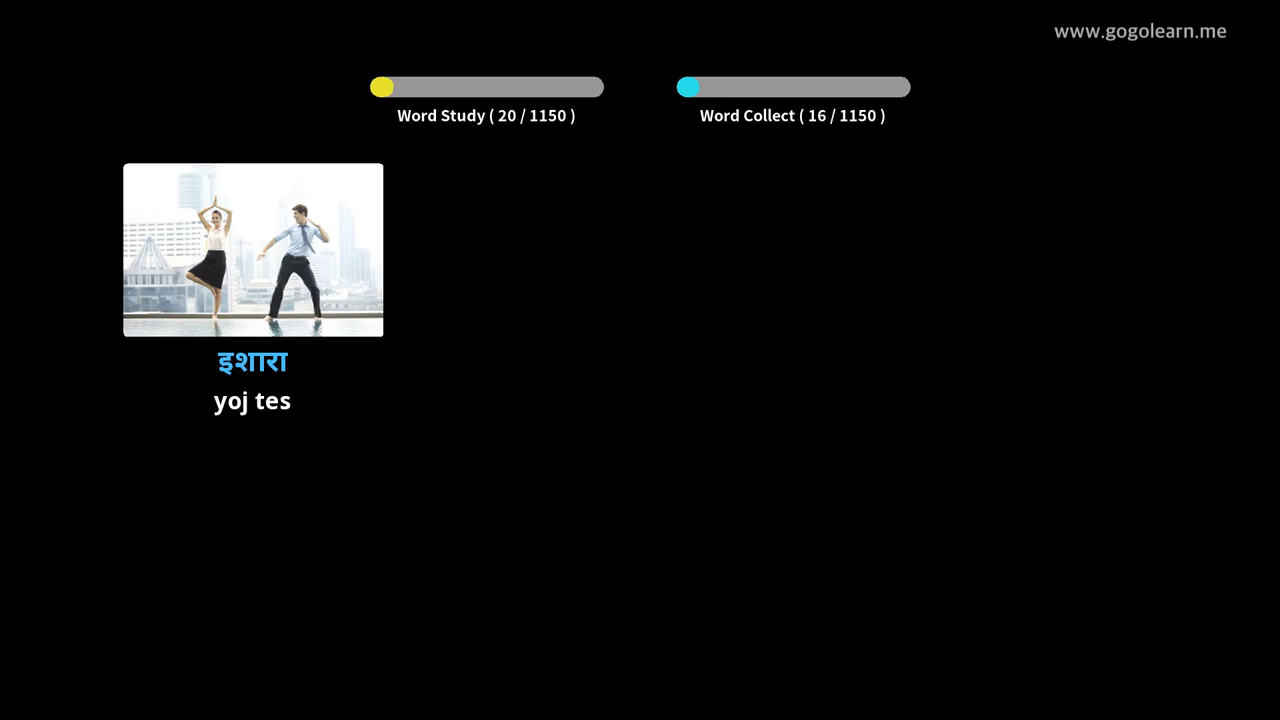 www.gogolearn.me
Word Study ( 20 / 1150 )
Word Collect ( 16 / 1150 )
इशारा
yoj tes